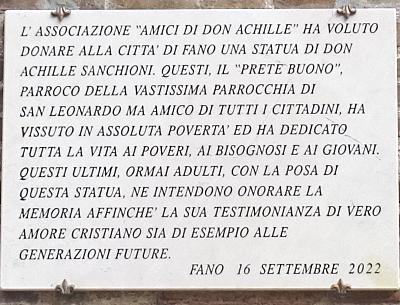 L' ASSOCIAZIONE "AMICI DI DON ACHILLE" HA VOLUTO
DONARE ALLA CITTA' DI FANO UNA STATUA DI DON
ACHILLE SANCHIONI. QUESTI, IL "PRETE BUONO",
PARROCO DELLA VASTISSIMA PARROCCHIA DI
SAN LEONARDO MA AMICO DI TUTTI I CITTADINI, HA
VISSUTO IN ASSOLUTA POVERTA' ED HA DEDICATO
TUTTA LA VITA AI POVERI, AI BISOGNOSI E AI GIOVANI.
QUESTI ULTIMI, ORMAI ADULTI, CON LA POSA DI
QUESTA STATUA, NE INTENDONO ONORARE LA
MEMORIA AFFINCHE' LA SUA TESTIMONIANZA DI VERO
AMORE CRISTIANO SIA DI ESEMPIO ALLE
GENERAZIONI FUTURE.
FANO 16 SETTEMBRE 2022